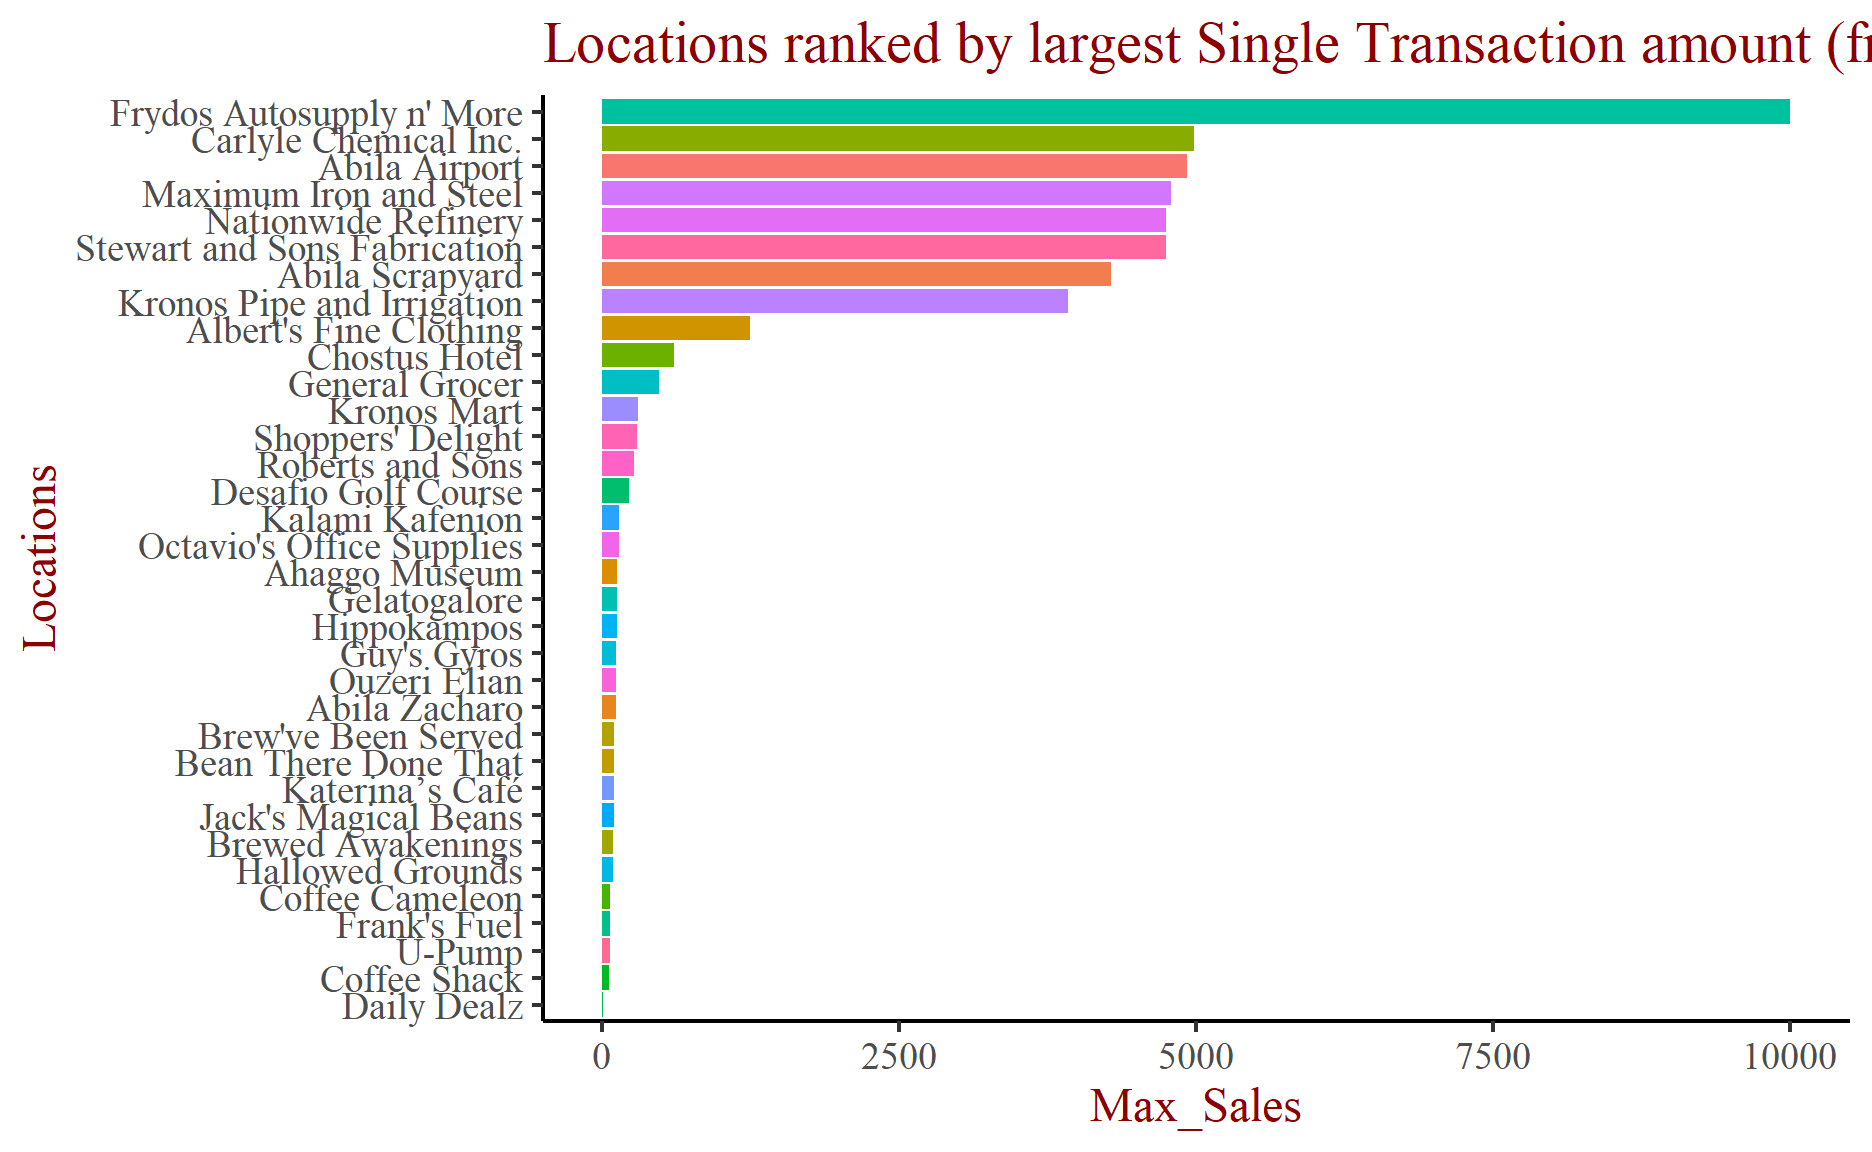 Locations ranked by largest Single Transaction amount (fi
Frydos Autosupply n' More
Carlyle Chemical Inc.
Abila Airport
Maximum Iron and Steel
Nationwide Refinery
Stewart and Sons Fabrication
Abila Scrapyard
Kronos Pipe and Irrigation
Albert's Fine Clothing
Chostus Hotel
General Grocer
Kronos Mart
Shoppers' Delight
Roberts and Sons
Desafio Golf Course
Kalami Kafenion
Octavio's Office Supplies
Ahaggo Museum
Gelatogalore
Hippokampos
Guy's Gyros
Ouzeri Elian
Abila Zacharo
Brew've Been Served
Bean There Done That
Katerina’s Café
Jack's Magical Beans
Brewed Awakenings
Hallowed Grounds
Coffee Cameleon
Frank's Fuel
U-Pump
Coffee Shack
Daily Dealz
Locations
0 2500 5000 7500 10000
Max_Sales